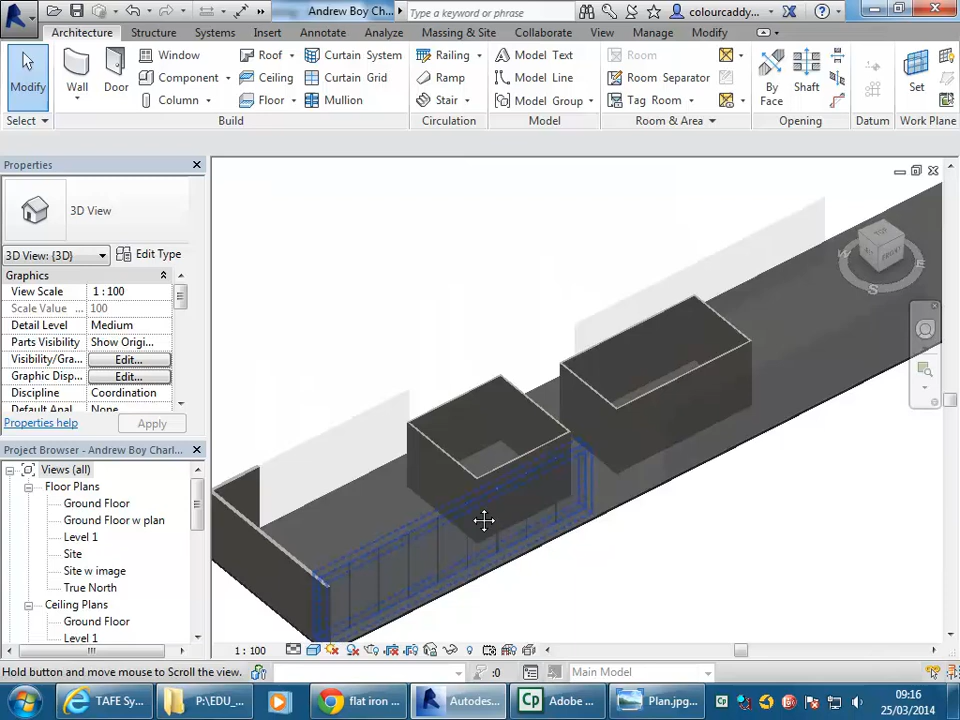 Andrew Boy Ch...
Type a keyword or phrase
colourcaddy...
Architecture Structure Systems Insert Annotate Analyze Massing & Site Collaborate View Manage Modify
Modify
Wall
Door
Window
Component
Column
Roof
Ceiling
Floor
Curtain System
Curtain Grid
Mullion
Railing
Ramp
Stair
Model Text
Model Line
Model Group
Room
Room Separator
Tag Room
By Face
Shaft
Set
Select Build Circulation Model Room & Area Opening Datum Work Plane
Properties
3D View
3D View: {3D} Edit Type
Graphics
View Scale 1 : 100
Scale Value ... 100
Detail Level Medium
Parts Visibility Show Origi...
Visibility/Gra... Edit...
Graphic Disp... Edit...
Discipline Coordination
Default Anal... None
Properties help Apply
Project Browser - Andrew Boy Charl...
Views (all)
Floor Plans
Ground Floor
Ground Floor w plan
Level 1
Site
Site w image
True North
Ceiling Plans
Ground Floor
Level 1
TOP
FRONT
W
E
S
1 : 100
Hold button and move mouse to Scroll the view.
:0
Main Model
TAFE Sy...
P:\EDU_...
flat iron ...
Autodes...
Adobe ...
Plan.jpg...
09:16
25/03/2014